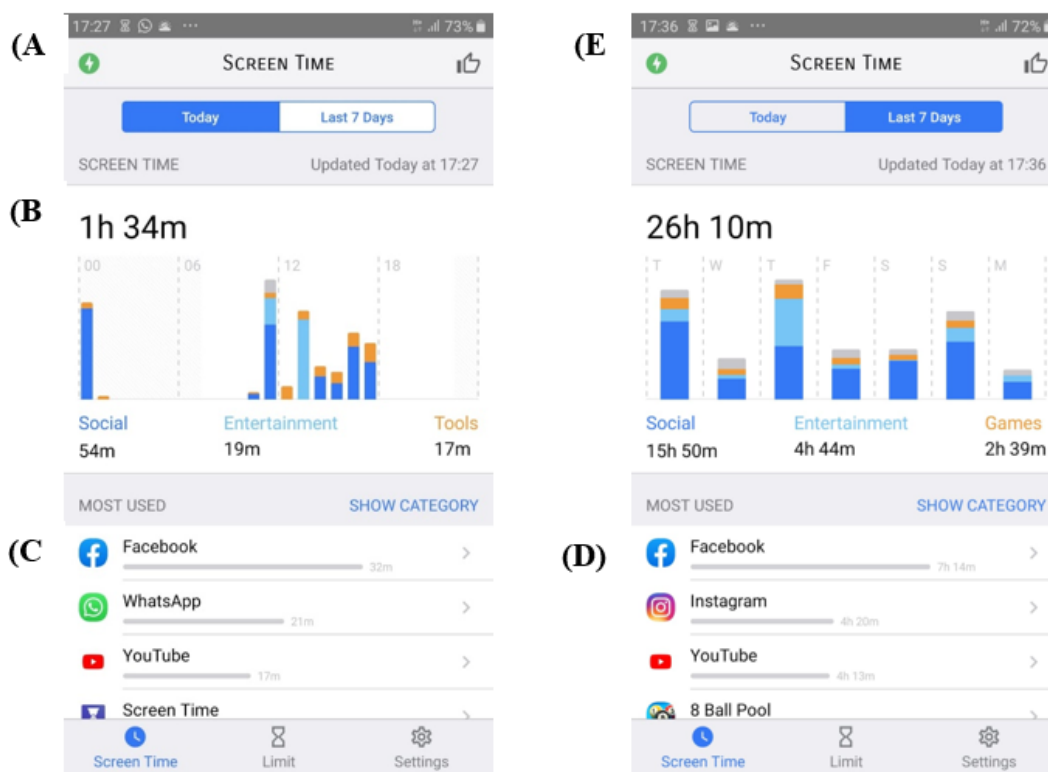 (A
17:27
73%
SCREEN TIME
Today
Last 7 Days
SCREEN TIME
Updated Today at 17:27
(B
1h 34m
00
06
12
18
Social
Entertainment
Tools
54m
19m
17m
MOST USED
SHOW CATEGORY
(C
Facebook
32m
WhatsApp
21m
YouTube
17m
Screen Time
Screen Time
Limit
Settings
(E
17:36
72%
SCREEN TIME
Today
Last 7 Days
SCREEN TIME
Updated Today at 17:36
26h 10m
T
W
T
F
S
S
M
Social
Entertainment
Games
15h 50m
4h 44m
2h 39m
MOST USED
SHOW CATEGORY
(D)
Facebook
7h 14m
Instagram
4h 20m
YouTube
4h 13m
8 Ball Pool
Screen Time
Limit
Settings